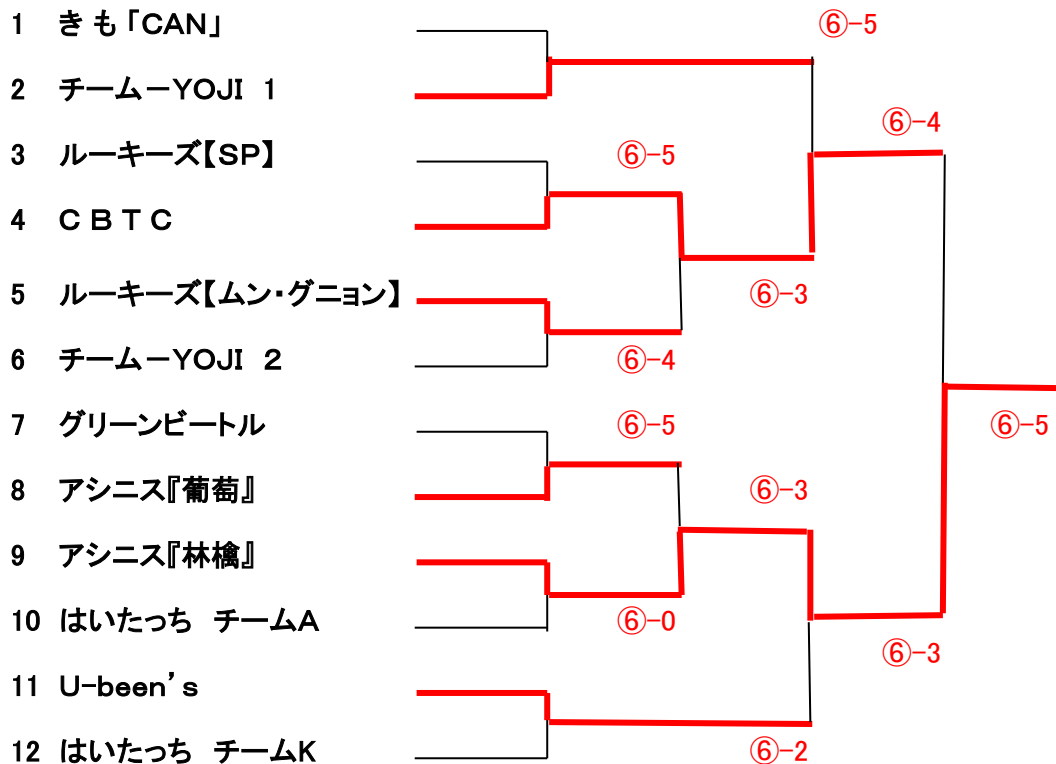 1 きも「CAN」
⑥-5
2 チームーYOJI 1
⑥-4
3 ルーキーズ【SP】
⑥-5
4 CBTC
5 ルーキーズ【ムン・グニョン】
⑥-3
6 チームーYOJI 2
⑥-4
7 グリーンビートル
⑥-5
⑥-5
8 アシニス『葡萄』
⑥-3
9 アシニス『林檎』
10 はいたっち チームA
⑥-0
⑥-3
11 U-been's
12 はいたっち チームK
⑥-2